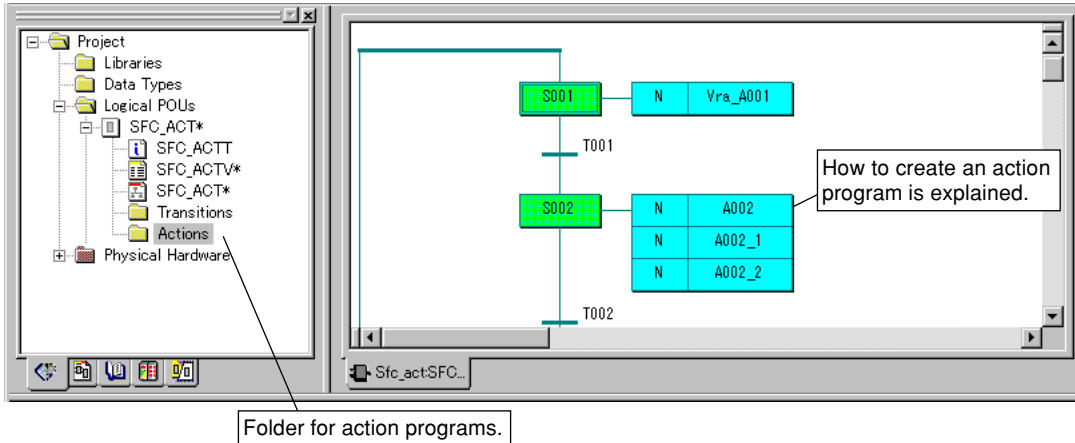 Project
Libraries
Data Types
Logical POUs
SFC_ACT*
SFC_ACTT
SFC_ACTV*
SFC_ACT*
Transitions
Actions
Physical Hardware
Folder for action programs.
S001 N Vra_A001
T001
S002 N A002
N A002_1
N A002_2
T002
How to create an action
program is explained.
Sfc_act:SFC...